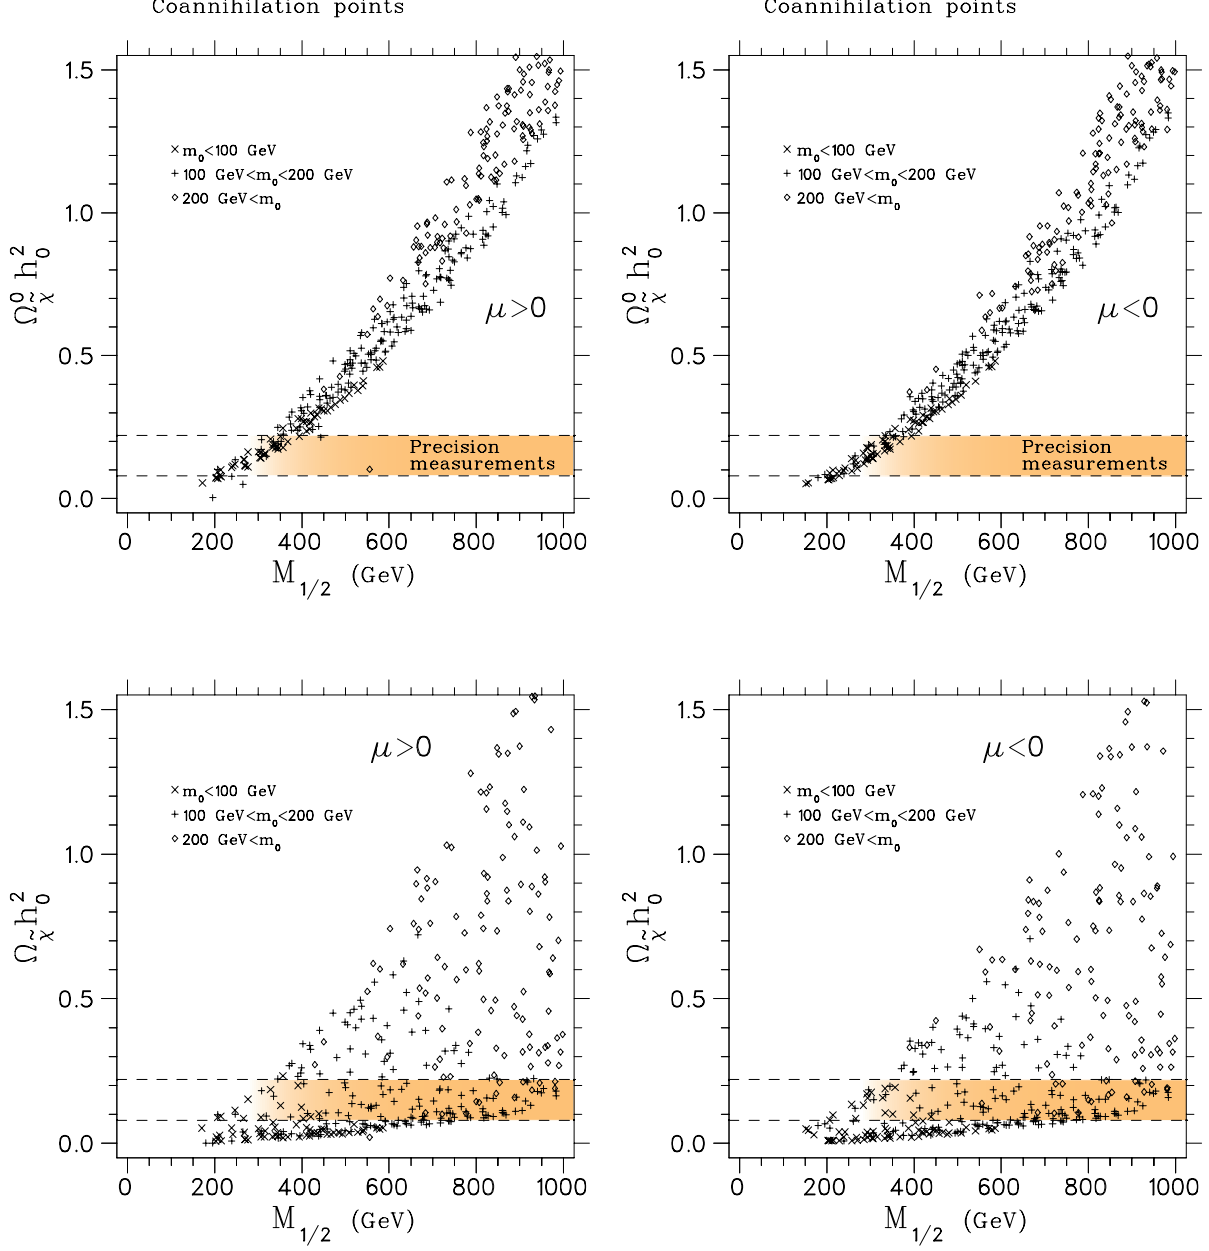 Coannihilation points
Coannihilation points
1.5
1.0
0.5
0.0
Ω⁰χ̃ h₀²
× m₀<100 GeV
+ 100 GeV<m₀<200 GeV
◇ 200 GeV<m₀
μ>0
Precision
measurements
0 200 400 600 800 1000
M₁/₂ (GeV)
1.5
1.0
0.5
0.0
Ω⁰χ̃ h₀²
× m₀<100 GeV
+ 100 GeV<m₀<200 GeV
◇ 200 GeV<m₀
μ<0
Precision
measurements
0 200 400 600 800 1000
M₁/₂ (GeV)
1.5
1.0
0.5
0.0
Ωχ̃ h₀²
μ>0
× m₀<100 GeV
+ 100 GeV<m₀<200 GeV
◇ 200 GeV<m₀
0 200 400 600 800 1000
M₁/₂ (GeV)
1.5
1.0
0.5
0.0
Ωχ̃ h₀²
μ<0
× m₀<100 GeV
+ 100 GeV<m₀<200 GeV
◇ 200 GeV<m₀
0 200 400 600 800 1000
M₁/₂ (GeV)